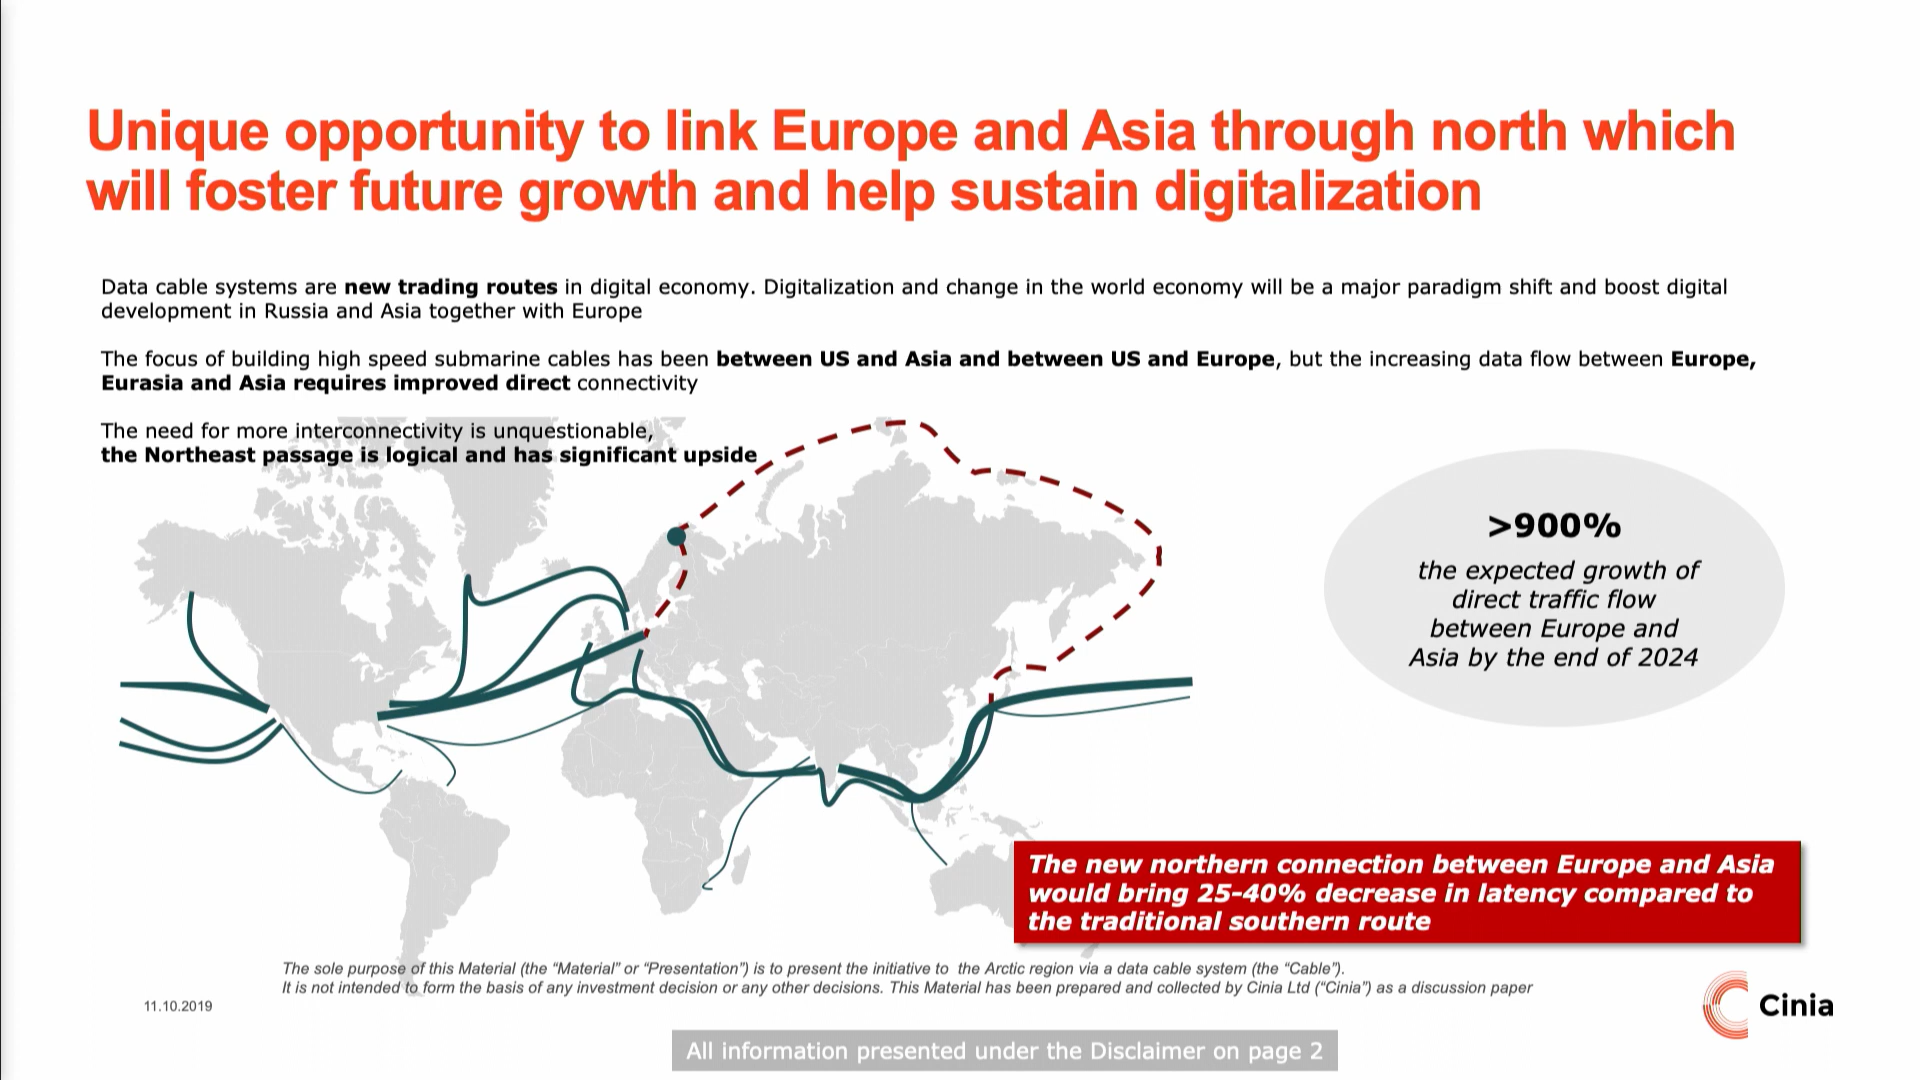 Unique opportunity to link Europe and Asia through north which
will foster future growth and help sustain digitalization
Data cable systems are new trading routes in digital economy. Digitalization and change in the world economy will be a major paradigm shift and boost digital
development in Russia and Asia together with Europe
The focus of building high speed submarine cables has been between US and Asia and between US and Europe, but the increasing data flow between Europe,
Eurasia and Asia requires improved direct connectivity
The need for more interconnectivity is unquestionable,
the Northeast passage is logical and has significant upside
>900%
the expected growth of
direct traffic flow
between Europe and
Asia by the end of 2024
The new northern connection between Europe and Asia
would bring 25-40% decrease in latency compared to
the traditional southern route
The sole purpose of this Material (the “Material” or “Presentation”) is to present the initiative to  the Arctic region via a data cable system (the “Cable”).
It is not intended to form the basis of any investment decision or any other decisions. This Material has been prepared and collected by Cinia Ltd (“Cinia”) as a discussion paper
11.10.2019
Cinia
All information presented under the Disclaimer on page 2